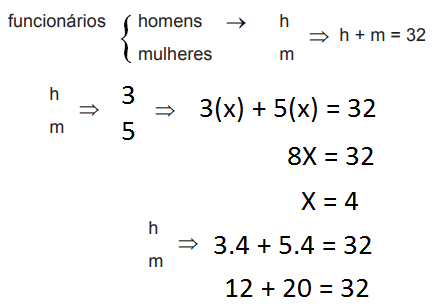 funcionários { homens → h
mulheres m ⇒ h + m = 32
h
m ⇒ 3
5 ⇒ 3(x) + 5(x) = 32
8X = 32
X = 4
h
m ⇒ 3.4 + 5.4 = 32
12 + 20 = 32